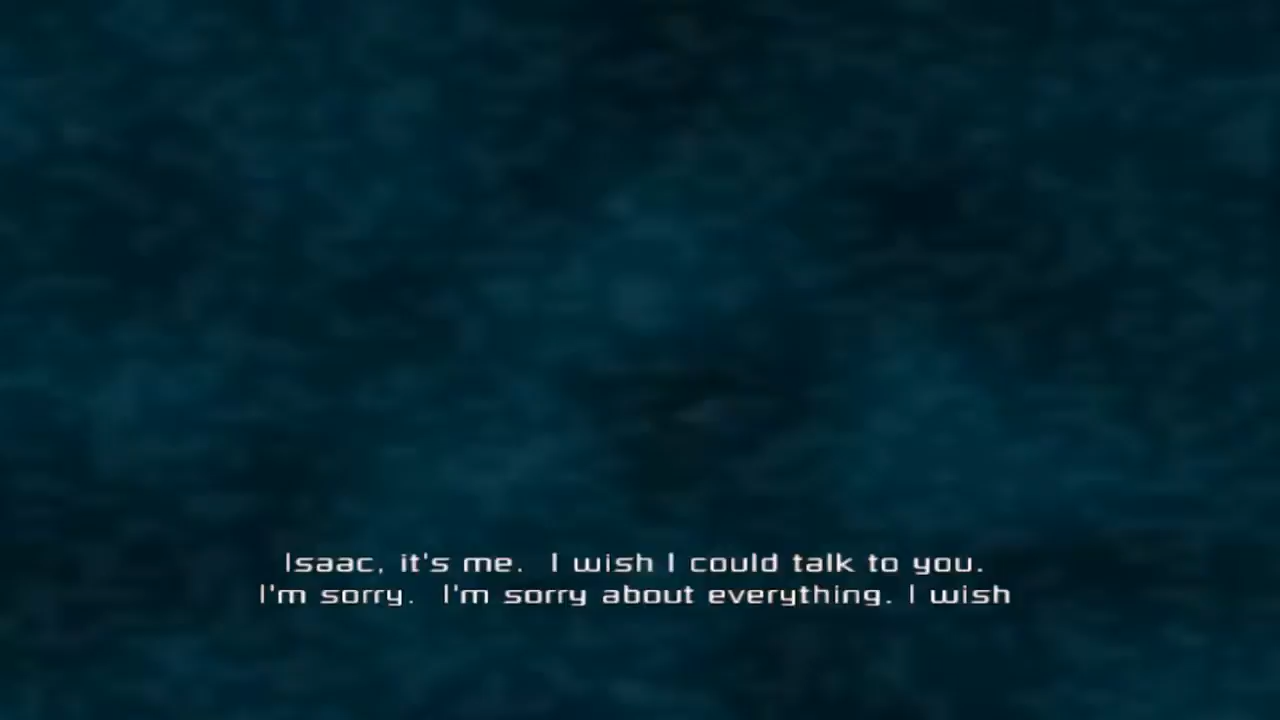 Isaac, it's me.  I wish I could talk to you.
I'm sorry.  I'm sorry about everything. I wish